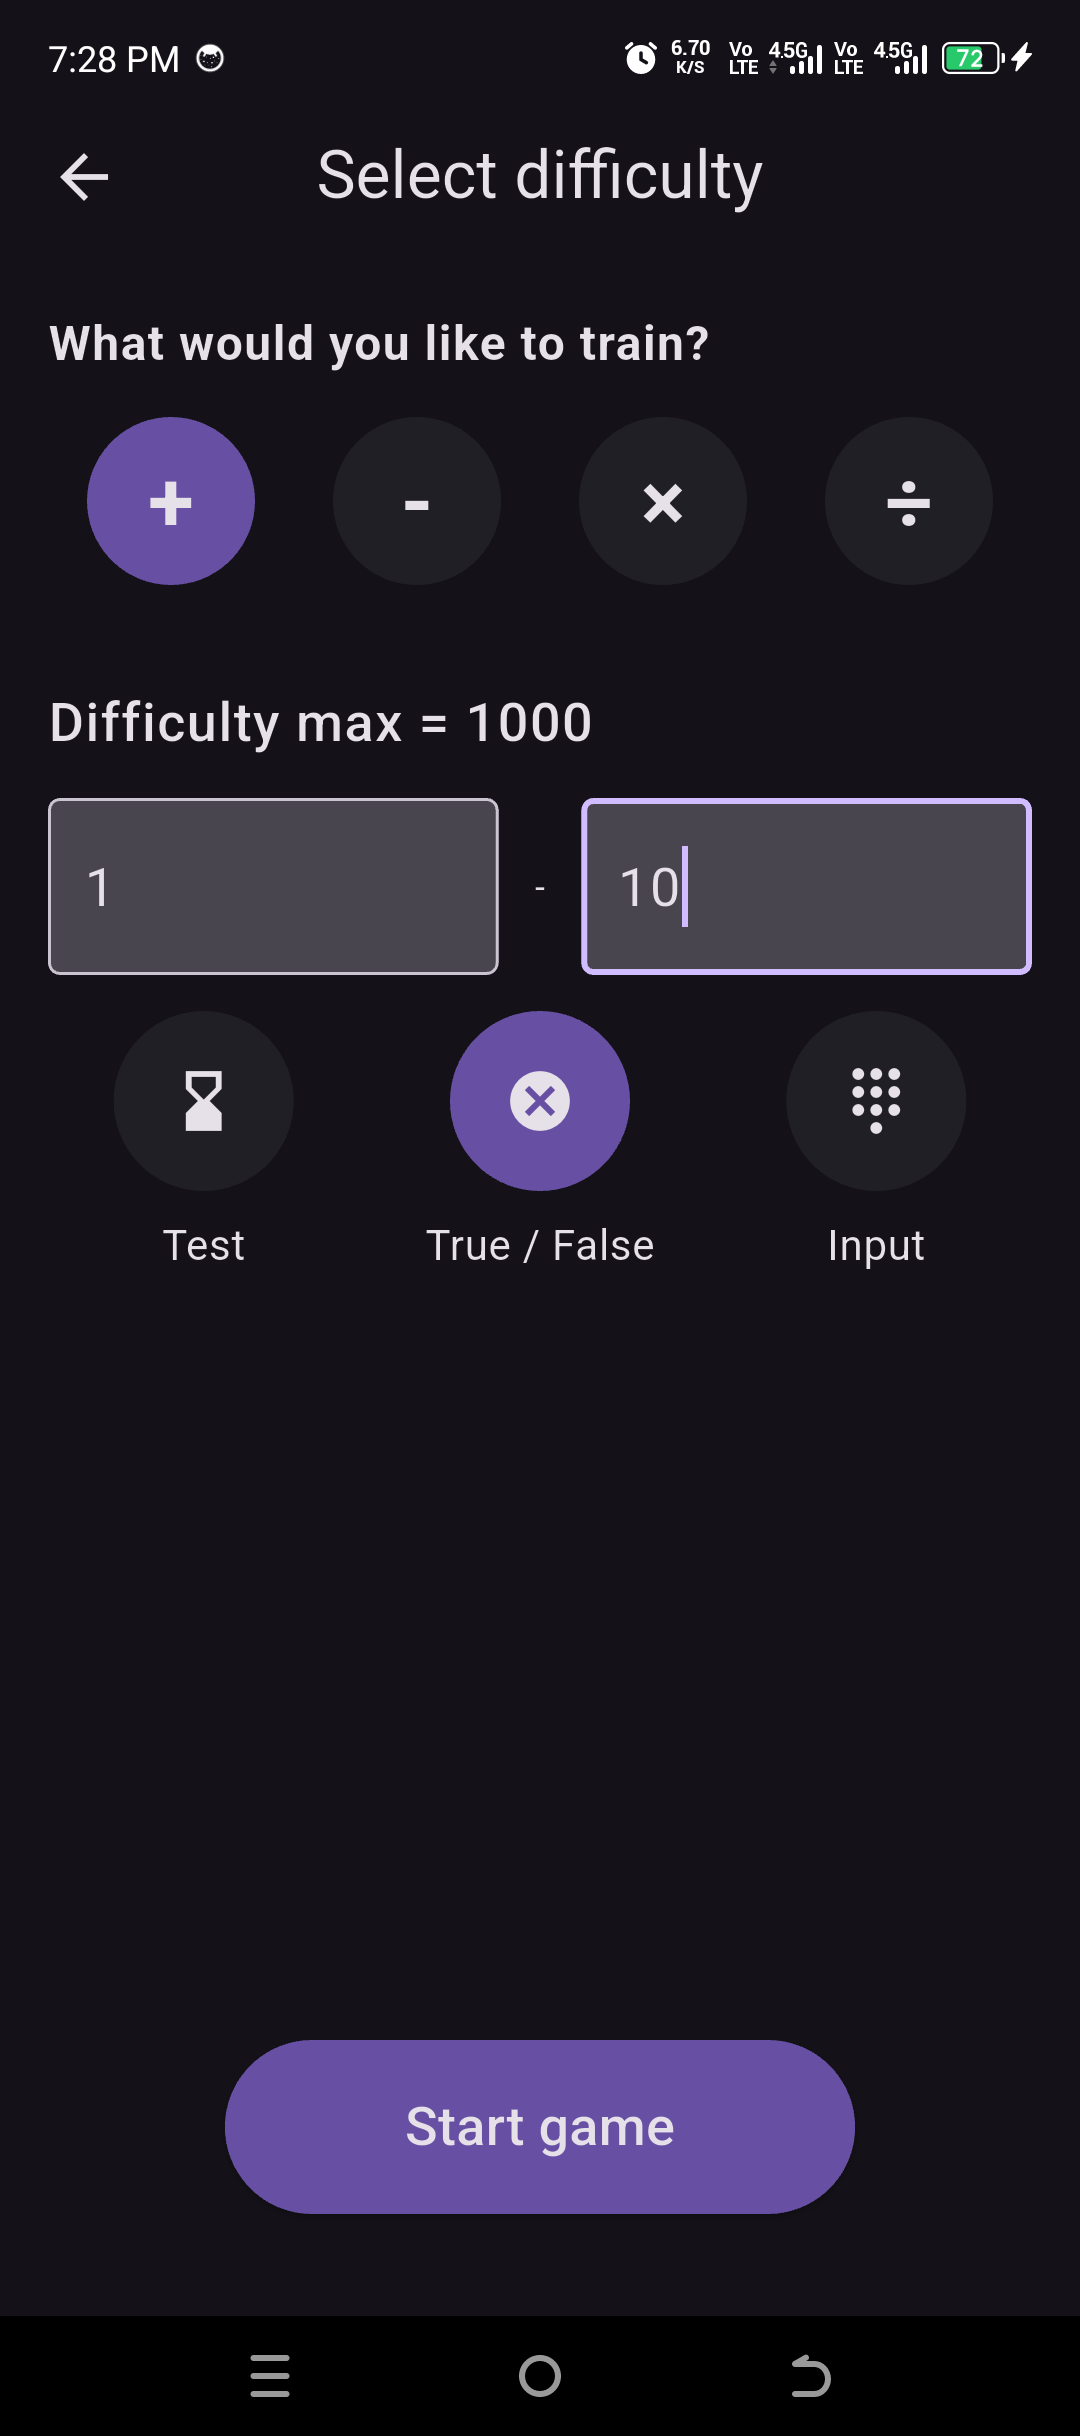 7:28 PM 6.70 K/S Vo LTE 4.5G Vo LTE 4.5G 72
Select difficulty
What would you like to train?
+ - × ÷
Difficulty max = 1000
1 - 10
Test True / False Input
Start game